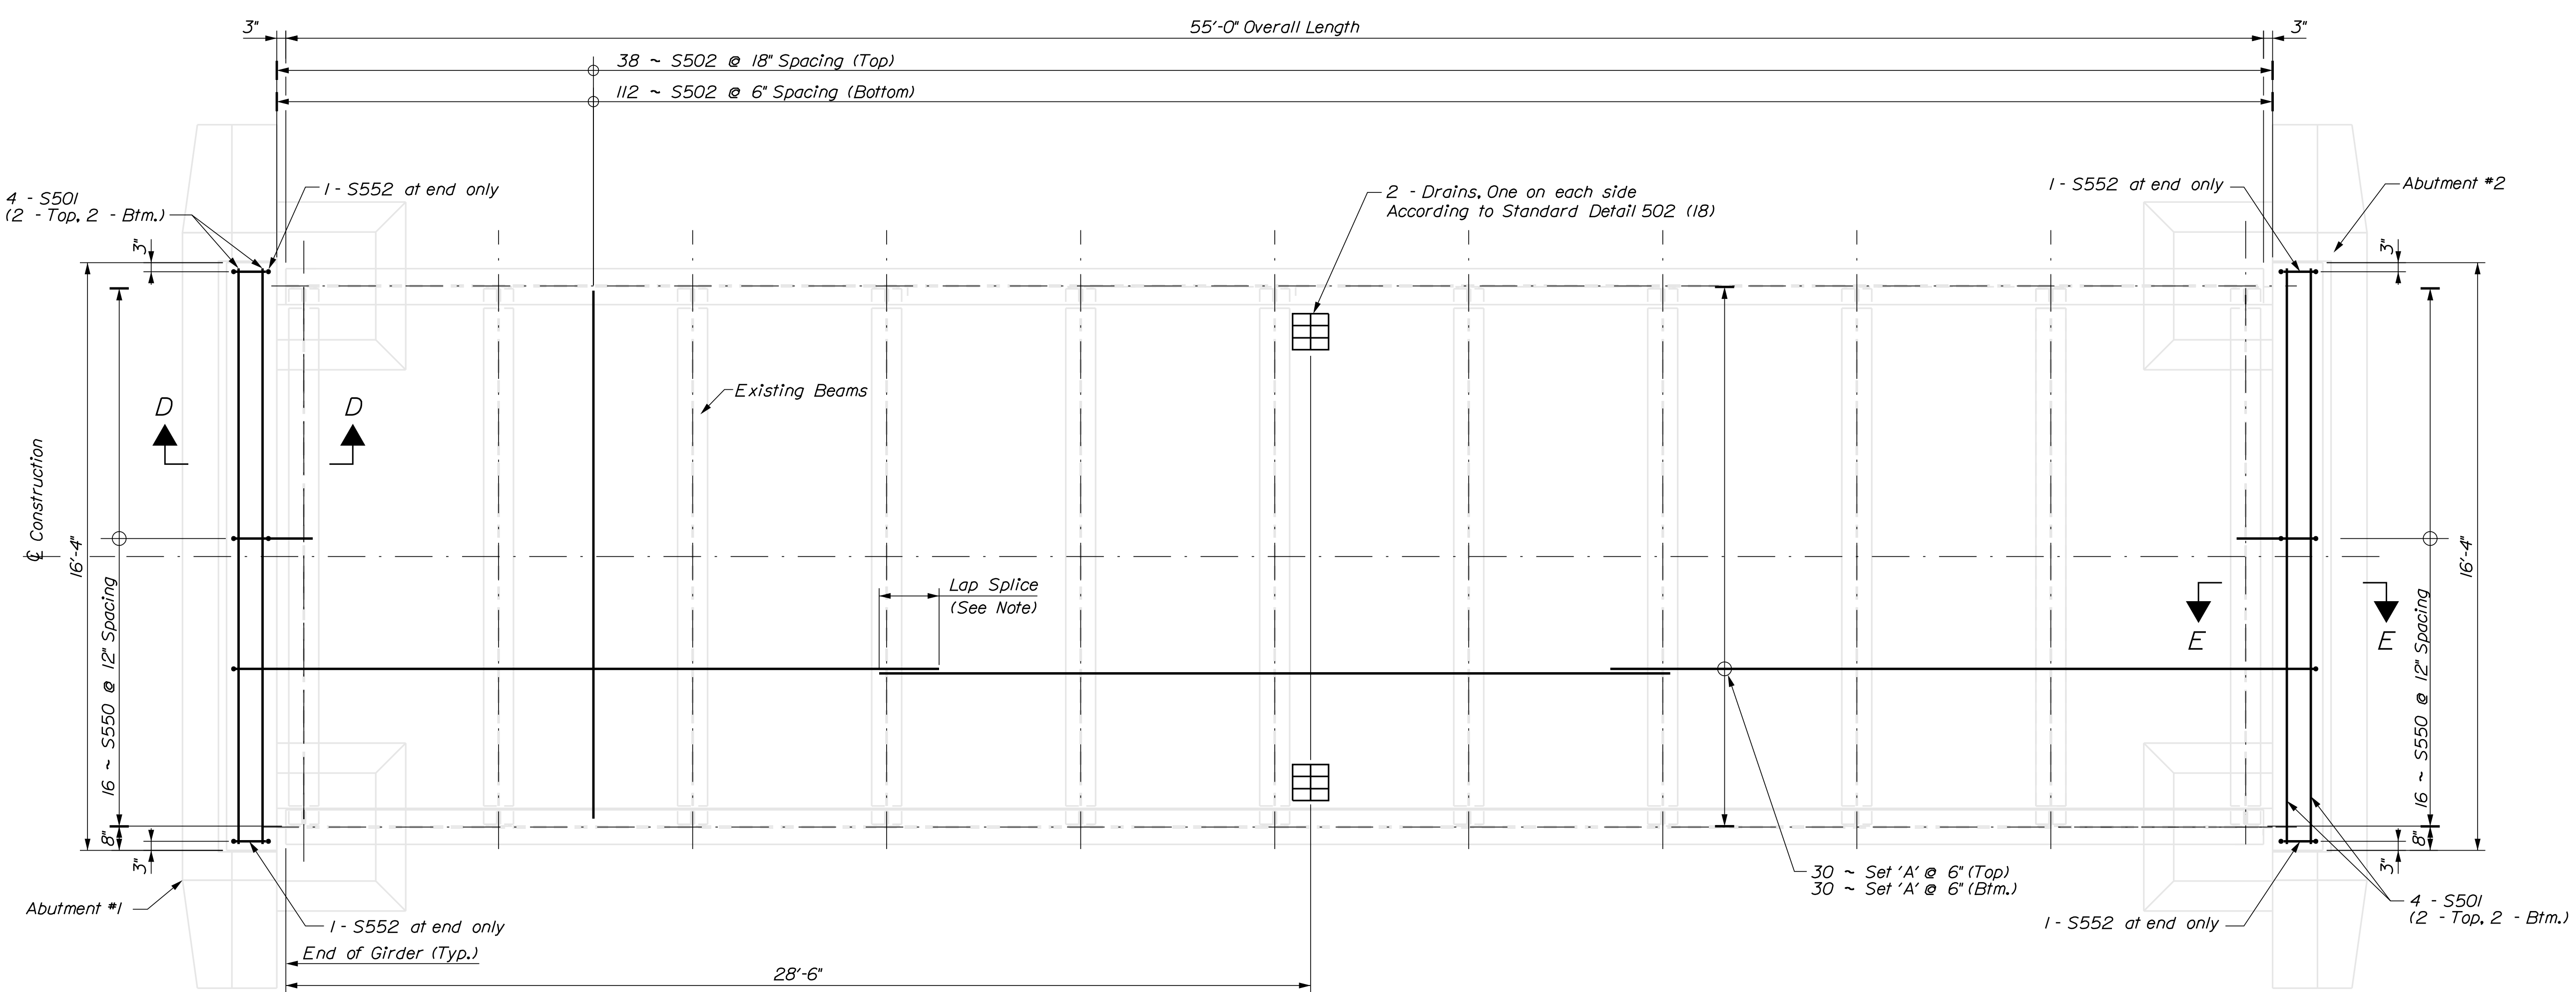 3"
55'-0" Overall Length
3"
38 ~ S502 @ 18" Spacing (Top)
112 ~ S502 @ 6" Spacing (Bottom)
4 - S501
(2 - Top, 2 - Btm.)
1 - S552 at end only
2 - Drains, One on each side
According to Standard Detail 502 (18)
1 - S552 at end only
Abutment #2
3"
3"
Existing Beams
D
D
℄ Construction
16'-4"
16 ~ S550 @ 12" Spacing
Lap Splice
(See Note)
E
E
16 ~ S550 @ 12" Spacing
16'-4"
8"
3"
8"
3"
30 ~ Set 'A' @ 6" (Top)
30 ~ Set 'A' @ 6" (Btm.)
Abutment #1
1 - S552 at end only
End of Girder (Typ.)
1 - S552 at end only
4 - S501
(2 - Top, 2 - Btm.)
28'-6"